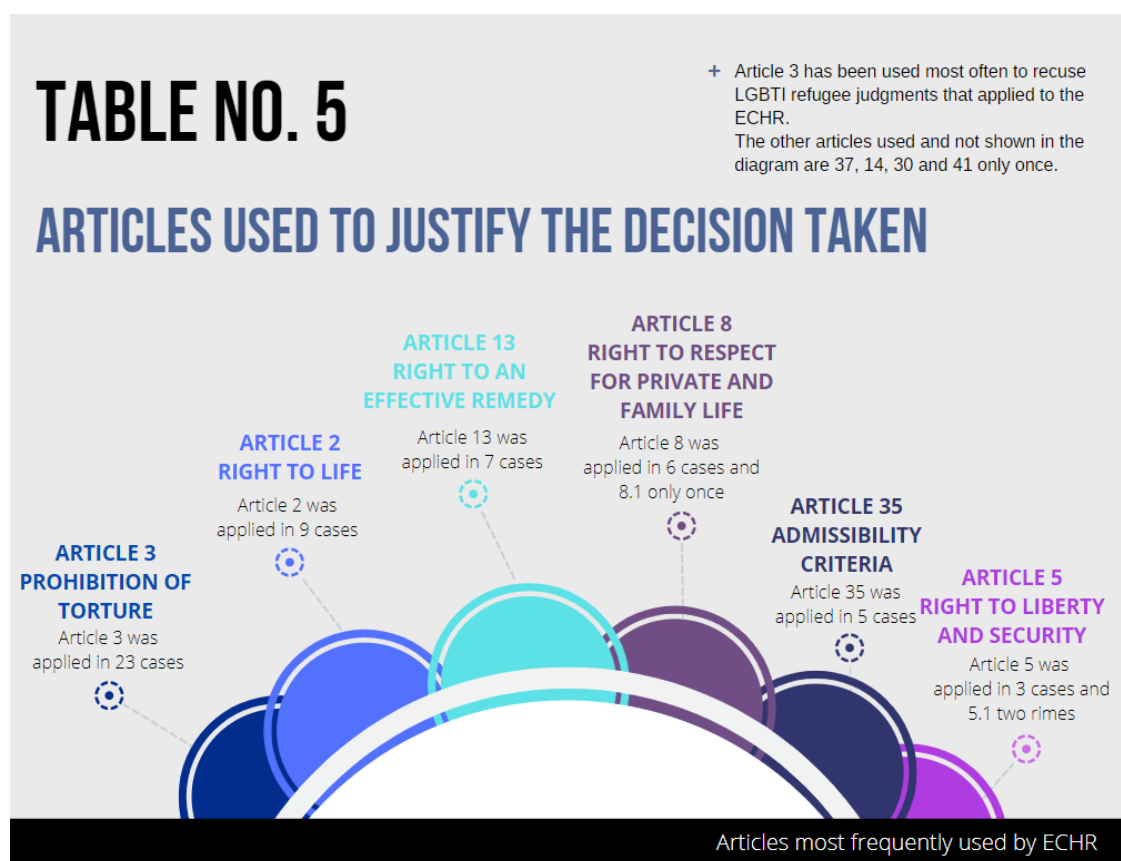 TABLE NO. 5
+ Article 3 has been used most often to recuse
LGBTI refugee judgments that applied to the
ECHR.
The other articles used and not shown in the
diagram are 37, 14, 30 and 41 only once.
ARTICLES USED TO JUSTIFY THE DECISION TAKEN
ARTICLE 3
PROHIBITION OF
TORTURE
Article 3 was
applied in 23 cases
ARTICLE 2
RIGHT TO LIFE
Article 2 was
applied in 9 cases
ARTICLE 13
RIGHT TO AN
EFFECTIVE REMEDY
Article 13 was
applied in 7 cases
ARTICLE 8
RIGHT TO RESPECT
FOR PRIVATE AND
FAMILY LIFE
Article 8 was
applied in 6 cases and
8.1 only once
ARTICLE 35
ADMISSIBILITY
CRITERIA
Article 35 was
applied in 5 cases
ARTICLE 5
RIGHT TO LIBERTY
AND SECURITY
Article 5 was
applied in 3 cases and
5.1 two rimes
Articles most frequently used by ECHR